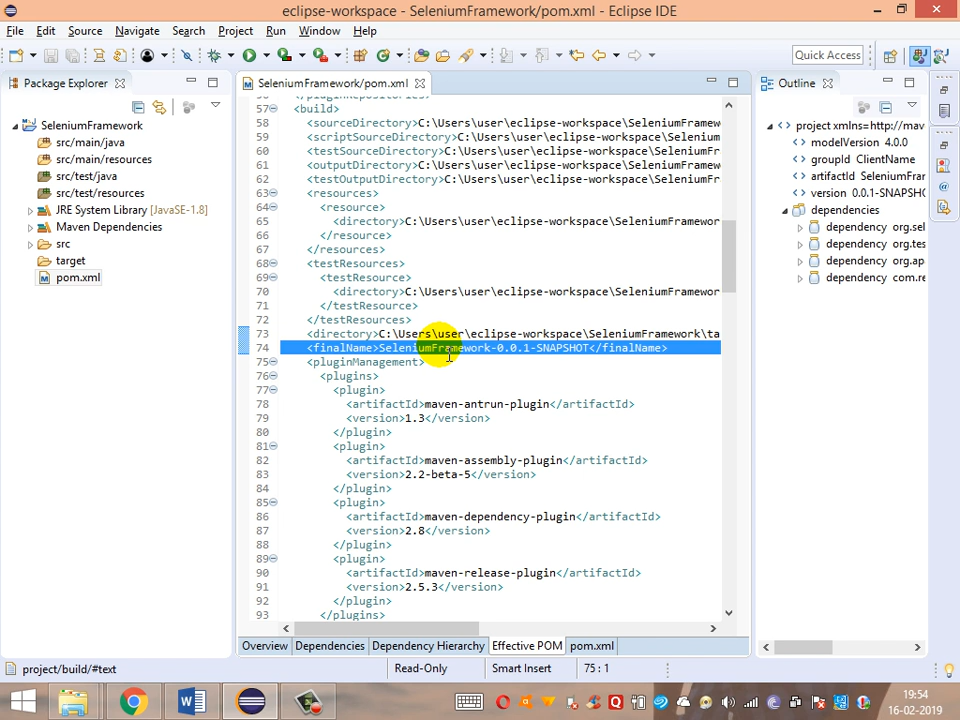 eclipse-workspace - SeleniumFramework/pom.xml - Eclipse IDE
File Edit Source Navigate Search Project Run Window Help
Quick Access
Package Explorer
SeleniumFramework
src/main/java
src/main/resources
src/test/java
src/test/resources
JRE System Library [JavaSE-1.8]
Maven Dependencies
src
target
pom.xml
SeleniumFramework/pom.xml
57 <build>
58 <sourceDirectory>C:\Users\user\eclipse-workspace\SeleniumFramew
59 <scriptSourceDirectory>C:\Users\user\eclipse-workspace\Selenium
60 <testSourceDirectory>C:\Users\user\eclipse-workspace\SeleniumFr
61 <outputDirectory>C:\Users\user\eclipse-workspace\SeleniumFramew
62 <testOutputDirectory>C:\Users\user\eclipse-workspace\SeleniumFr
63 <resources>
64 <resource>
65 <directory>C:\Users\user\eclipse-workspace\SeleniumFramewor
66 </resource>
67 </resources>
68 <testResources>
69 <testResource>
70 <directory>C:\Users\user\eclipse-workspace\SeleniumFramewor
71 </testResource>
72 </testResources>
73 <directory>C:\Users\user\eclipse-workspace\SeleniumFramework\ta
74 <finalName>SeleniumFramework-0.0.1-SNAPSHOT</finalName>
75 <pluginManagement>
76 <plugins>
77 <plugin>
78 <artifactId>maven-antrun-plugin</artifactId>
79 <version>1.3</version>
80 </plugin>
81 <plugin>
82 <artifactId>maven-assembly-plugin</artifactId>
83 <version>2.2-beta-5</version>
84 </plugin>
85 <plugin>
86 <artifactId>maven-dependency-plugin</artifactId>
87 <version>2.8</version>
88 </plugin>
89 <plugin>
90 <artifactId>maven-release-plugin</artifactId>
91 <version>2.5.3</version>
92 </plugin>
93 </plugins>
Overview Dependencies Dependency Hierarchy Effective POM pom.xml
Outline
project xmlns=http://mav
modelVersion 4.0.0
groupId ClientName
artifactId SeleniumFrar
version 0.0.1-SNAPSHO
dependencies
dependency org.sel
dependency org.tes
dependency org.ap
dependency com.re
project/build/#text
Read-Only
Smart Insert
75 : 1
19:54
16-02-2019